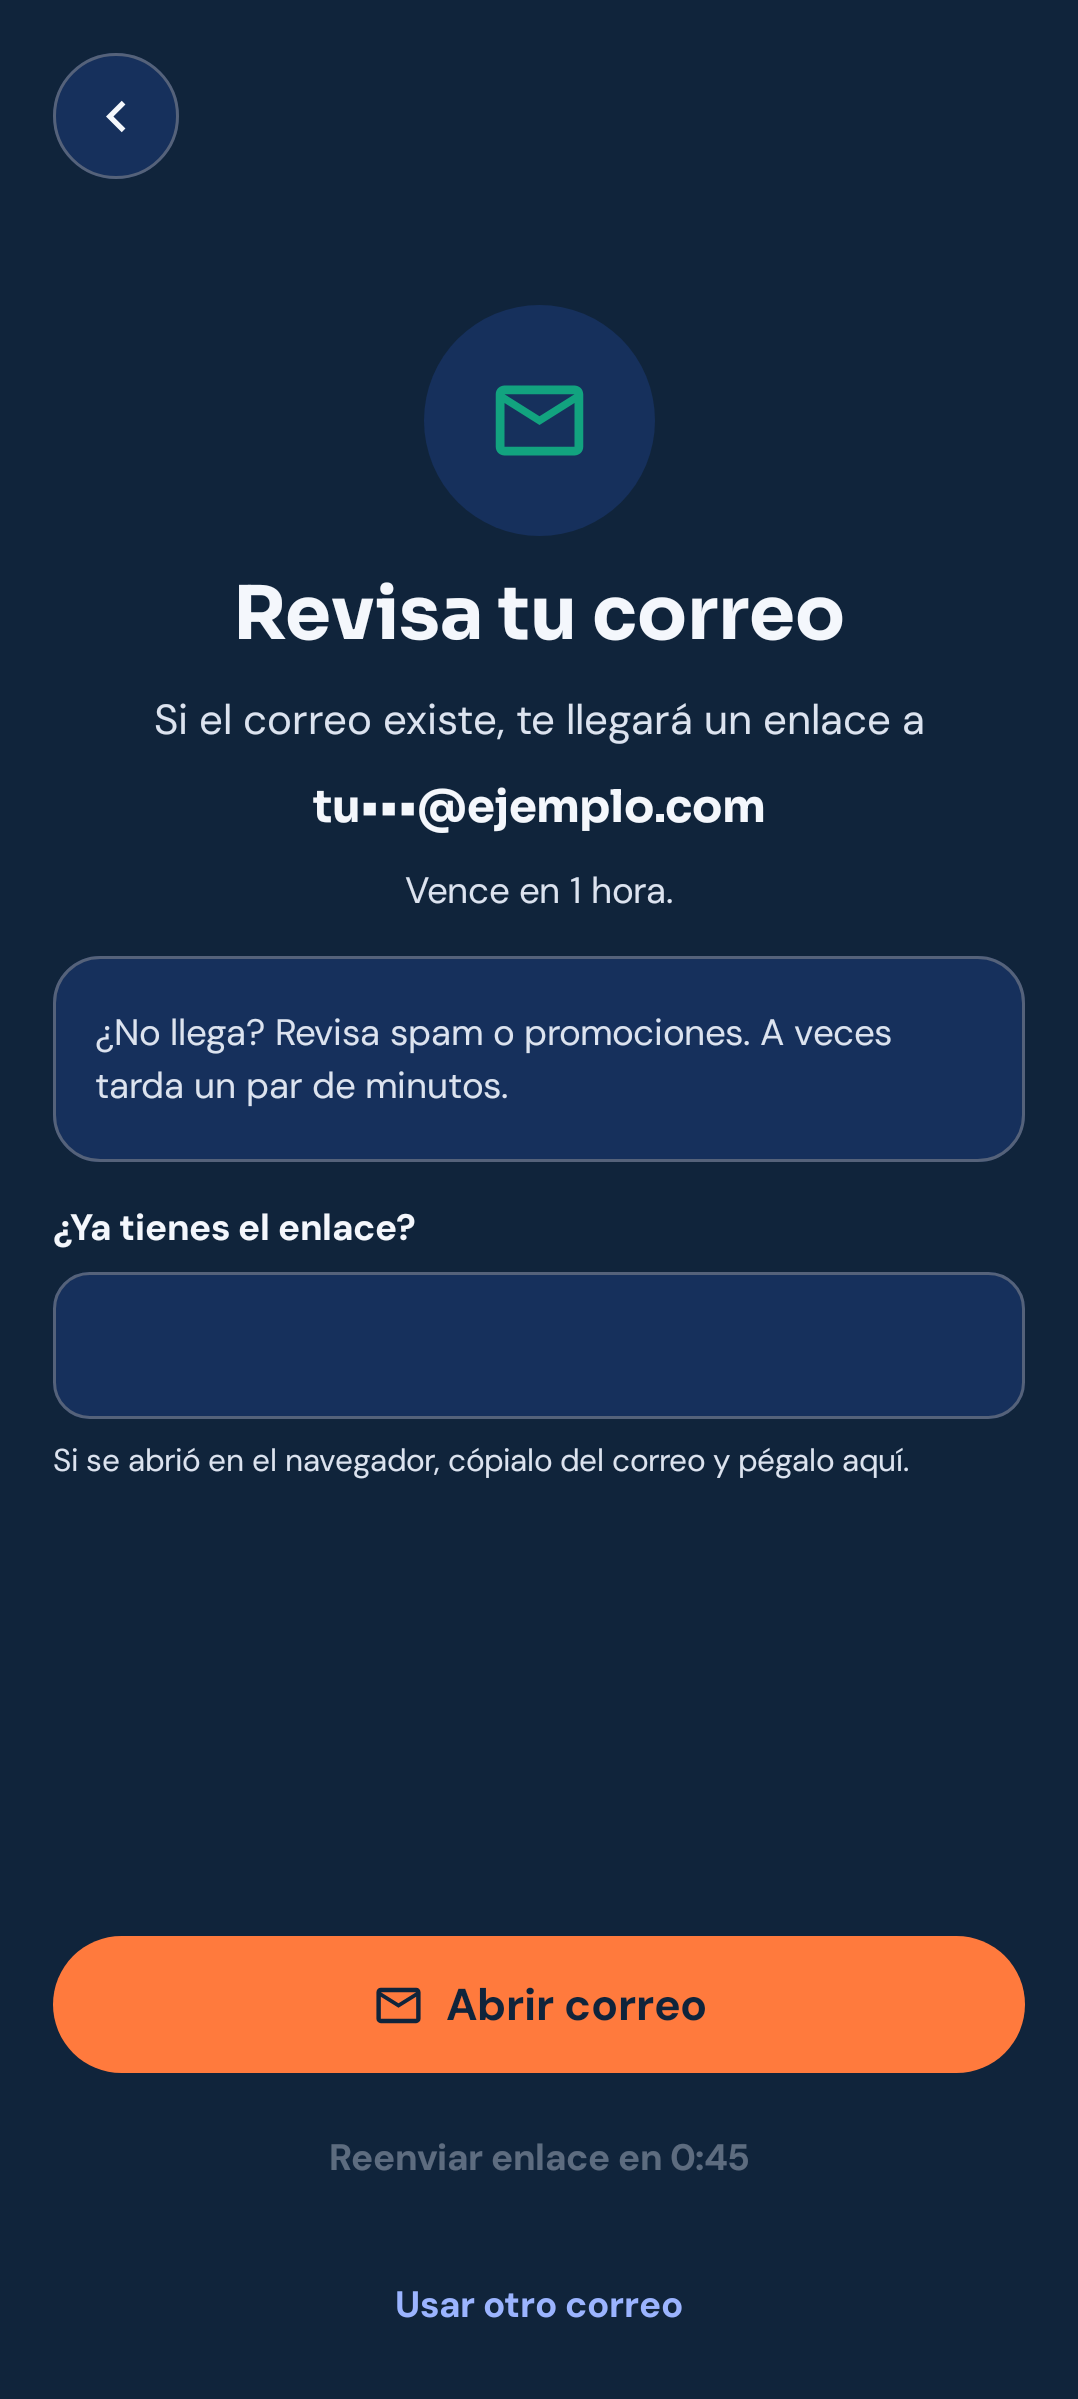 Revisa tu correo
Si el correo existe, te llegará un enlace a
tu▪▪▪@ejemplo.com
Vence en 1 hora.
¿No llega? Revisa spam o promociones. A veces
tarda un par de minutos.
¿Ya tienes el enlace?
Si se abrió en el navegador, cópialo del correo y pégalo aquí.
Abrir correo
Reenviar enlace en 0:45
Usar otro correo